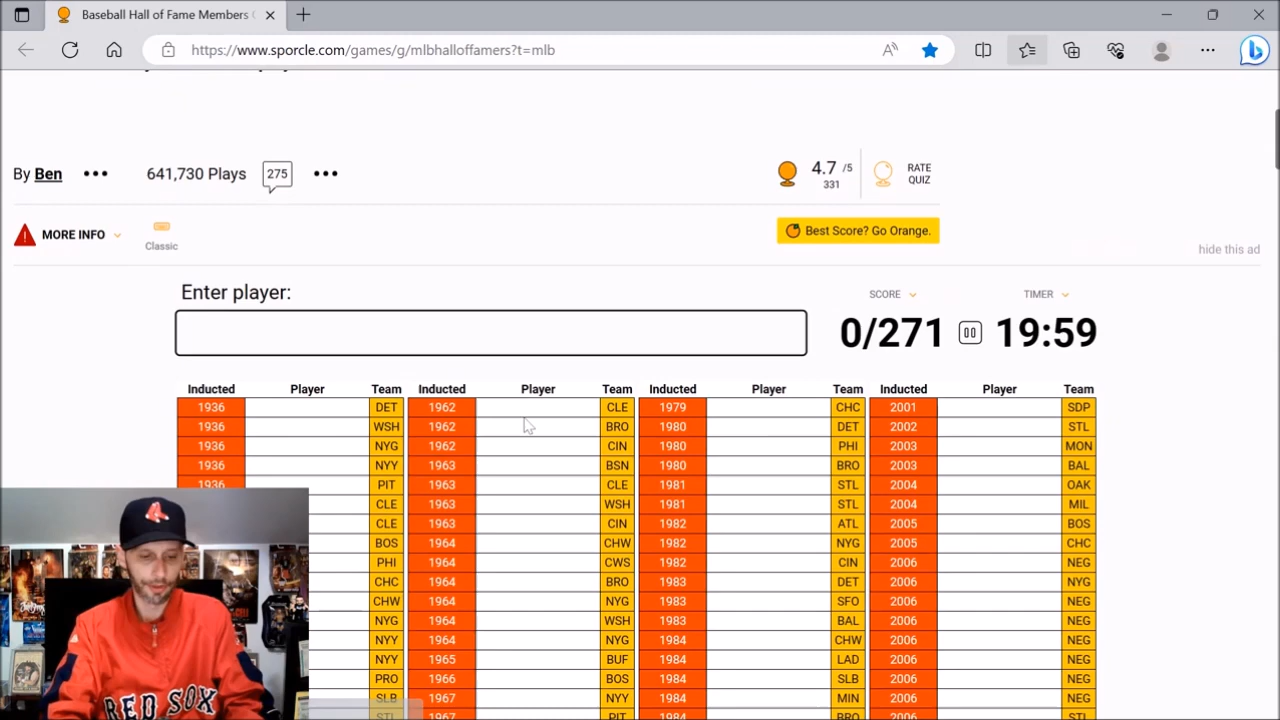 Baseball Hall of Fame Members
https://www.sporcle.com/games/g/mlbhalloffamers?t=mlb
By Ben ••• 641,730 Plays 275 •••
4.7 /5
331
RATE
QUIZ
MORE INFO
Classic
Best Score? Go Orange.
hide this ad
Enter player:
SCORE
TIMER
0/271
19:59
Inducted Player Team Inducted Player Team Inducted Player Team Inducted Player Team
1936 DET 1962 CLE 1979 CHC 2001 SDP
1936 WSH 1962 BRO 1980 DET 2002 STL
1936 NYG 1962 CIN 1980 PHI 2003 MON
1936 NYY 1963 BSN 1980 BRO 2003 BAL
1936 PIT 1963 CLE 1981 STL 2004 OAK
CLE 1963 WSH 1981 STL 2004 MIL
CLE 1963 CIN 1982 ATL 2005 BOS
BOS 1964 CHW 1982 NYG 2005 CHC
PHI 1964 CWS 1982 CIN 2006 NEG
CHC 1964 BRO 1983 DET 2006 NYG
CHW 1964 NYG 1983 SFO 2006 NEG
NYG 1964 WSH 1983 BAL 2006 NEG
NYY 1964 NYG 1984 CHW 2006 NEG
NYY 1965 BUF 1984 LAD 2006 NEG
PRO 1966 BOS 1984 SLB 2006 NEG
SLB 1967 NYY 1984 MIN 2006 NEG
STL 1967 PIT 1984 BRO 2006 STL
RED SOX